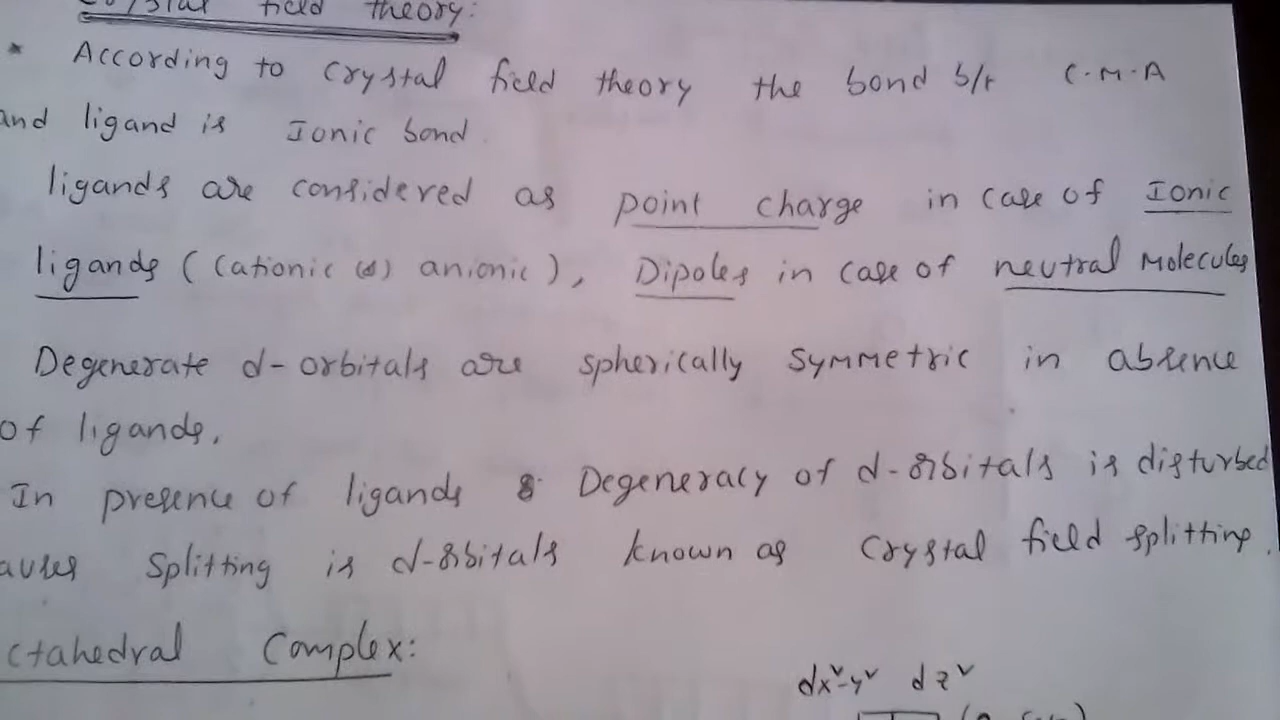 Crystal field theory:
* According to crystal field theory the bond b/t C.M.A
and ligand is Ionic bond.
ligands are considered as point charge in case of Ionic
ligands (cationic (or) anionic), Dipoles in case of neutral molecules
Degenerate d-orbitals are spherically symmetric in absence
of ligands.
In presence of ligands Degeneracy of d-orbitals is disturbed
auses splitting is d-orbitals known as crystal field splitting.
ctahedral Complex:
dx²-y² dz²